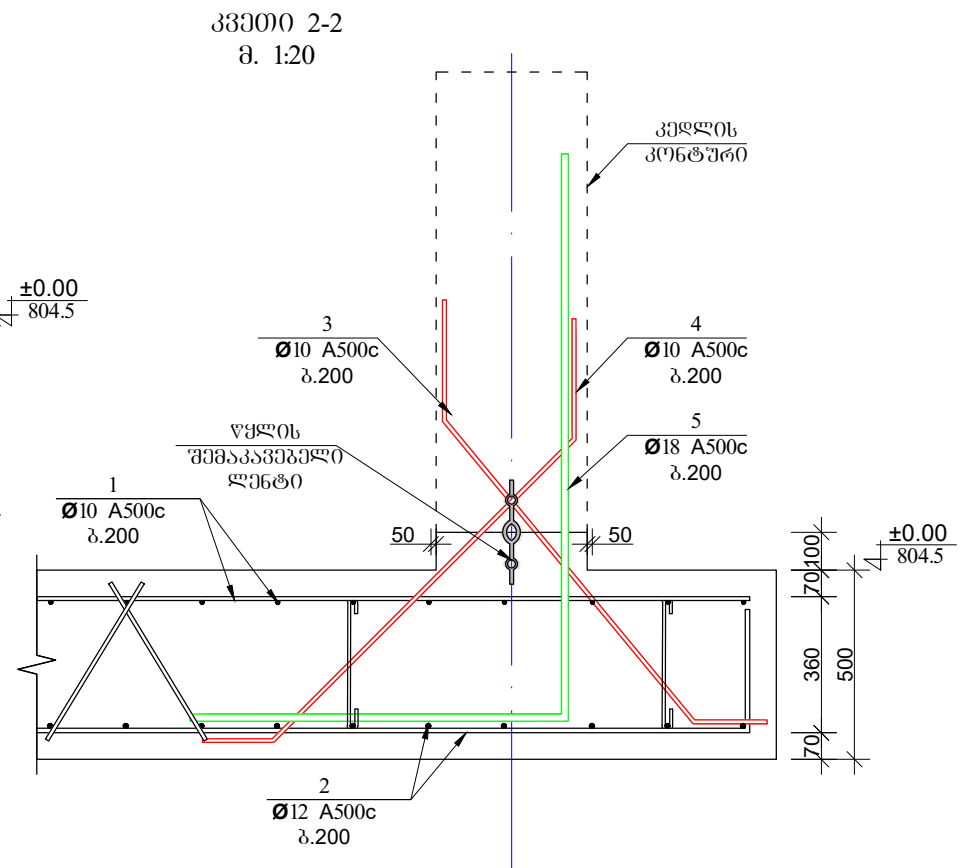 კვეთი 2-2
მ. 1:20
კედლის
კონტური
±0.00
804.5
3
Ø10 A500c
ბ.200
4
Ø10 A500c
ბ.200
წყლის
შემაკავებელი
ლენტი
5
Ø18 A500c
ბ.200
1
Ø10 A500c
ბ.200
50
50
±0.00
804.5
100
70
360
500
70
2
Ø12 A500c
ბ.200